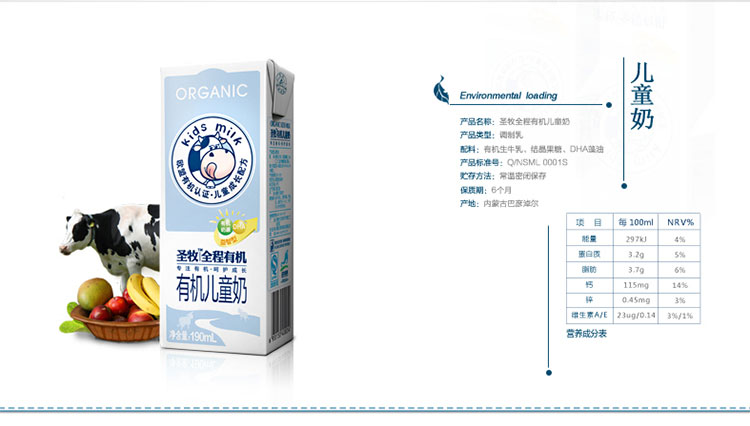 ORGANIC
Kids milk
欧盟有机认证·儿童成长配方
圣牧™全程有机
专注有机·呵护成长
有机儿童奶
净含量:190mL
儿童奶
Environmental loading
产品名称: 圣牧全程有机儿童奶
产品类型: 调制乳
配料: 有机生牛乳、结晶果糖、DHA藻油
产品标准号: Q/NSML 0001S
贮存方法: 常温密闭保存
保质期: 6个月
产地: 内蒙古巴彦淖尔
项 目 每100ml NRV%
能量 297kJ 4%
蛋白质 3.2g 5%
脂肪 3.7g 6%
钙 115mg 14%
锌 0.45mg 3%
维生素A/E 23ug/0.14 3%/1%
营养成分表